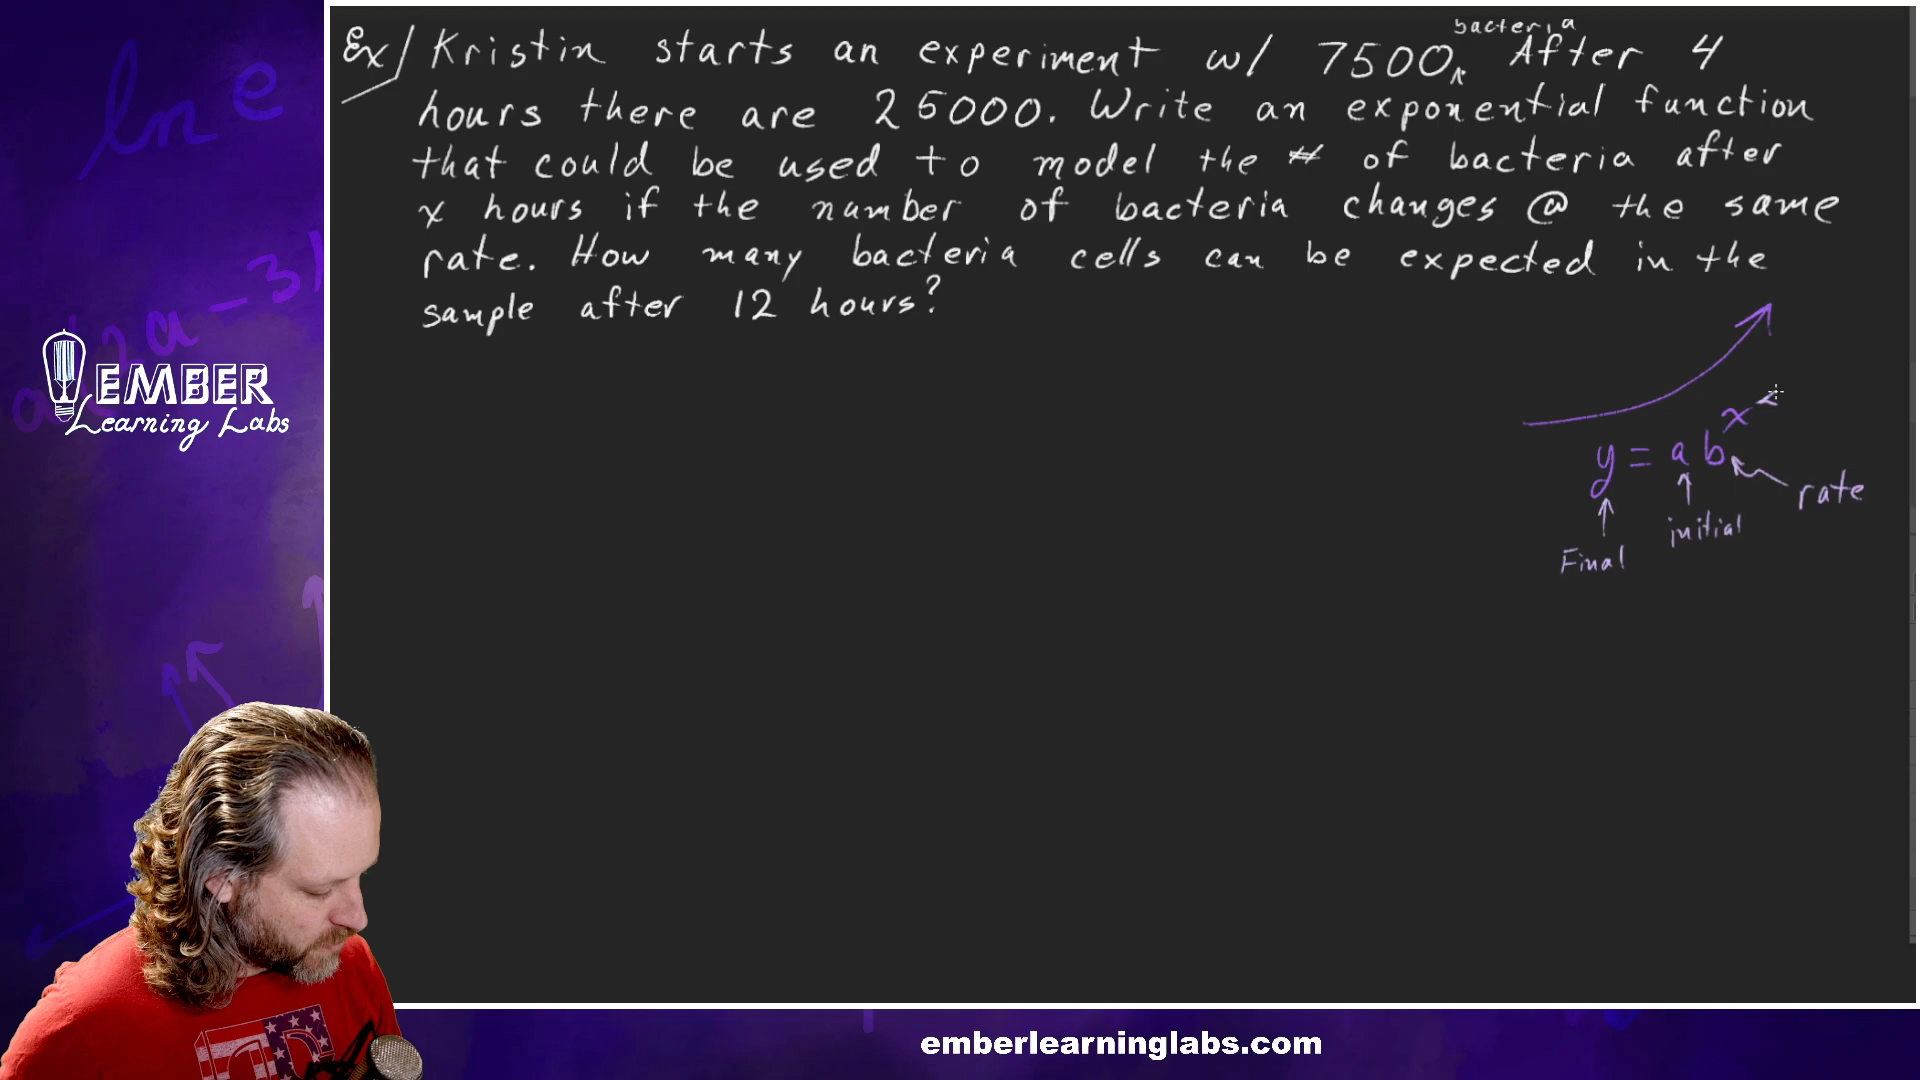 Ex/ Kristin starts an experiment w/ 7500 bacteria After 4
hours there are 25000. Write an exponential function
that could be used to model the # of bacteria after
x hours if the number of bacteria changes @ the same
rate. How many bacteria cells can be expected in the
sample after 12 hours?
y = a b^x
rate
initial
Final
ln e
a - 3
EMBER
Learning Labs
emberlearninglabs.com